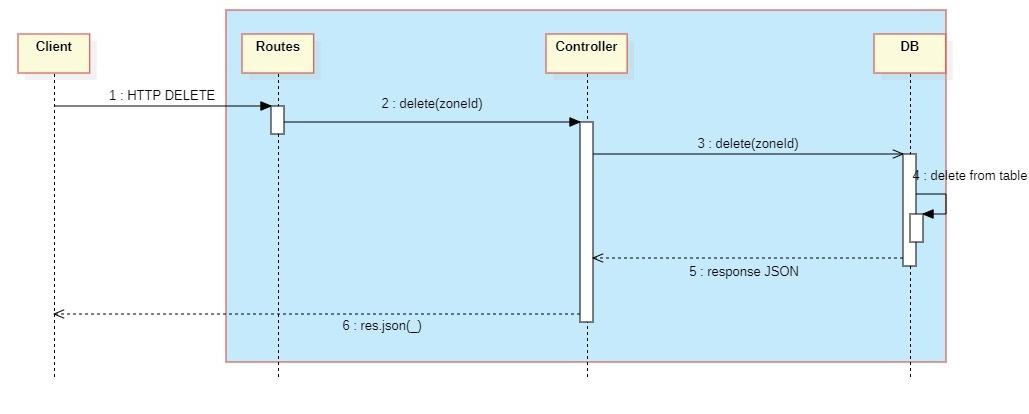 Client
Routes
Controller
DB
1 : HTTP DELETE
2 : delete(zoneId)
3 : delete(zoneId)
4 : delete from table
5 : response JSON
6 : res.json(_)